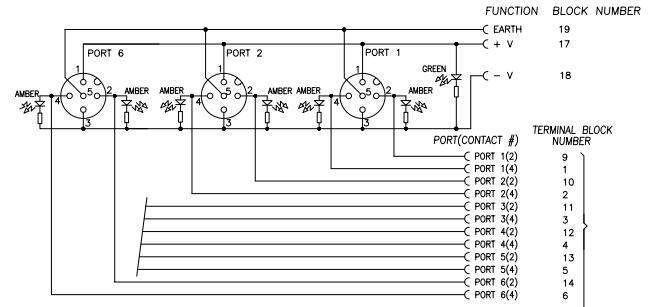 FUNCTION BLOCK NUMBER
EARTH 19
+ V 17
− V 18
PORT 6
PORT 2
PORT 1
GREEN
AMBER 4 1 5 2 3 AMBER
AMBER 4 1 5 2 3 AMBER
AMBER 4 1 5 2 3 AMBER
PORT(CONTACT #) TERMINAL BLOCK
NUMBER
PORT 1(2) 9
PORT 1(4) 1
PORT 2(2) 10
PORT 2(4) 2
PORT 3(2) 11
PORT 3(4) 3
PORT 4(2) 12
PORT 4(4) 4
PORT 5(2) 13
PORT 5(4) 5
PORT 6(2) 14
PORT 6(4) 6